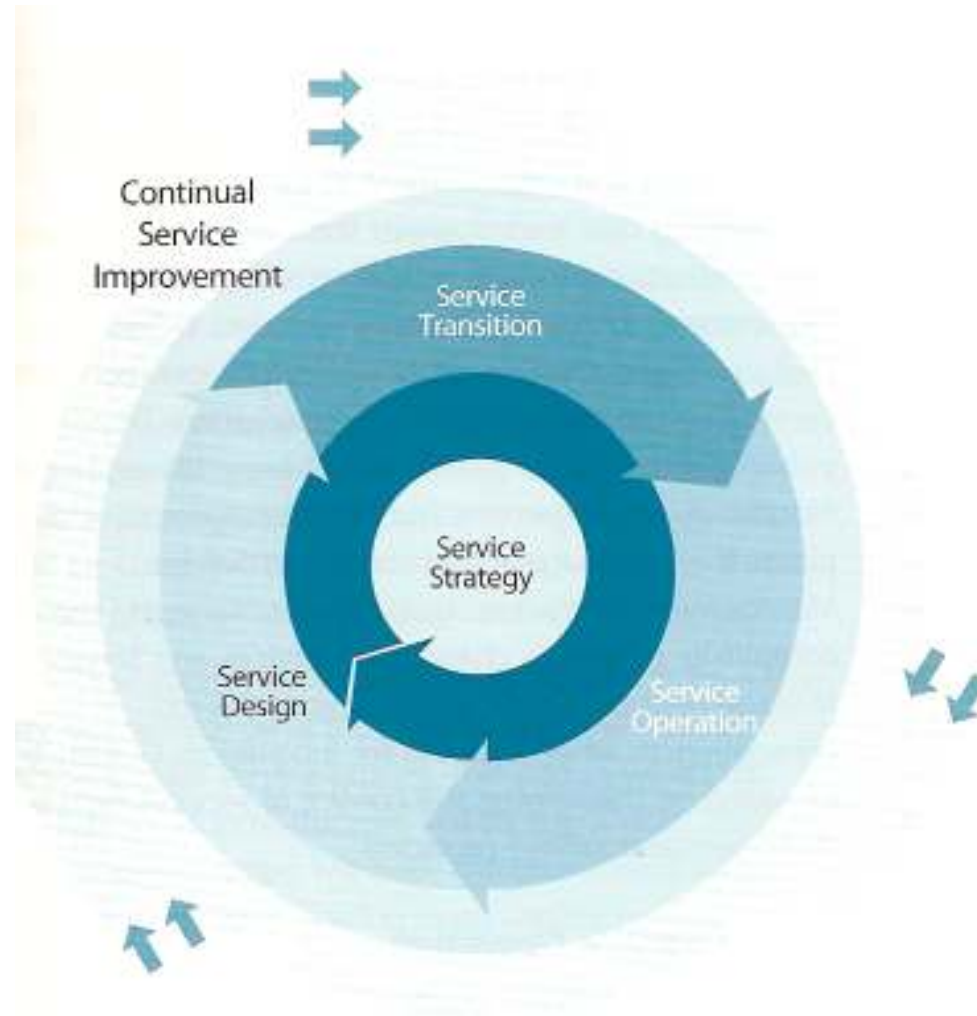 Continual
Service
Improvement
Service
Transition
Service
Strategy
Service
Design
Service
Operation